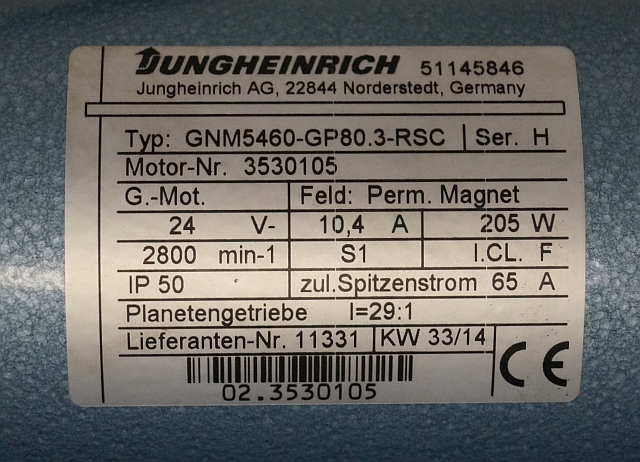 JUNGHEINRICH 51145846
Jungheinrich AG, 22844 Norderstedt, Germany
Typ: GNM5460-GP80.3-RSC Ser. H
Motor-Nr. 3530105
G.-Mot. Feld: Perm. Magnet
24 V- 10,4 A 205 W
2800 min-1 S1 I.CL. F
IP 50 zul.Spitzenstrom 65 A
Planetengetriebe I=29:1
Lieferanten-Nr. 11331 KW 33/14
CE
02.3530105